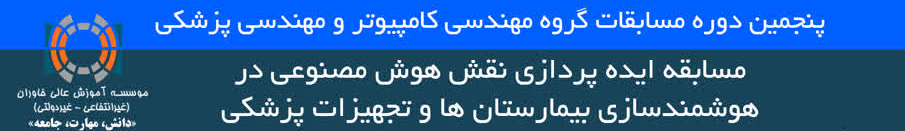 پنجمین دوره مسابقات گروه مهندسی کامپیوتر و مهندسی پزشکی
مسابقه ایده پردازی نقش هوش مصنوعی در
هوشمندسازی بیمارستان ها و تجهیزات پزشکی
موسسه آموزش عالی خاوران
(غیرانتفاعی - غیردولتی)
«دانش، مهارت، جامعه»